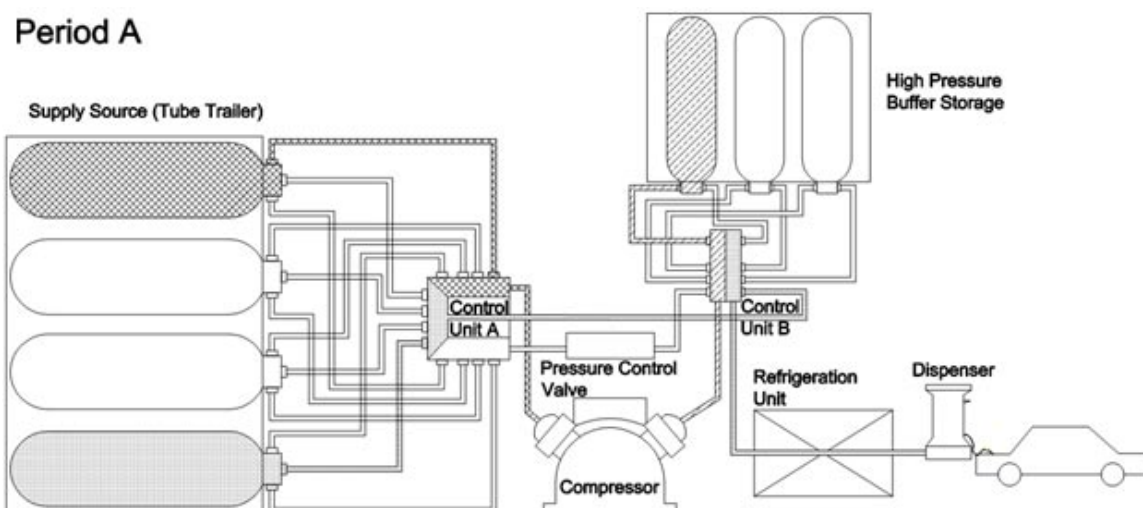 Period A
Supply Source (Tube Trailer)
High Pressure
Buffer Storage
Control
Unit A
Control
Unit B
Pressure Control
Valve
Refrigeration
Unit
Dispenser
Compressor